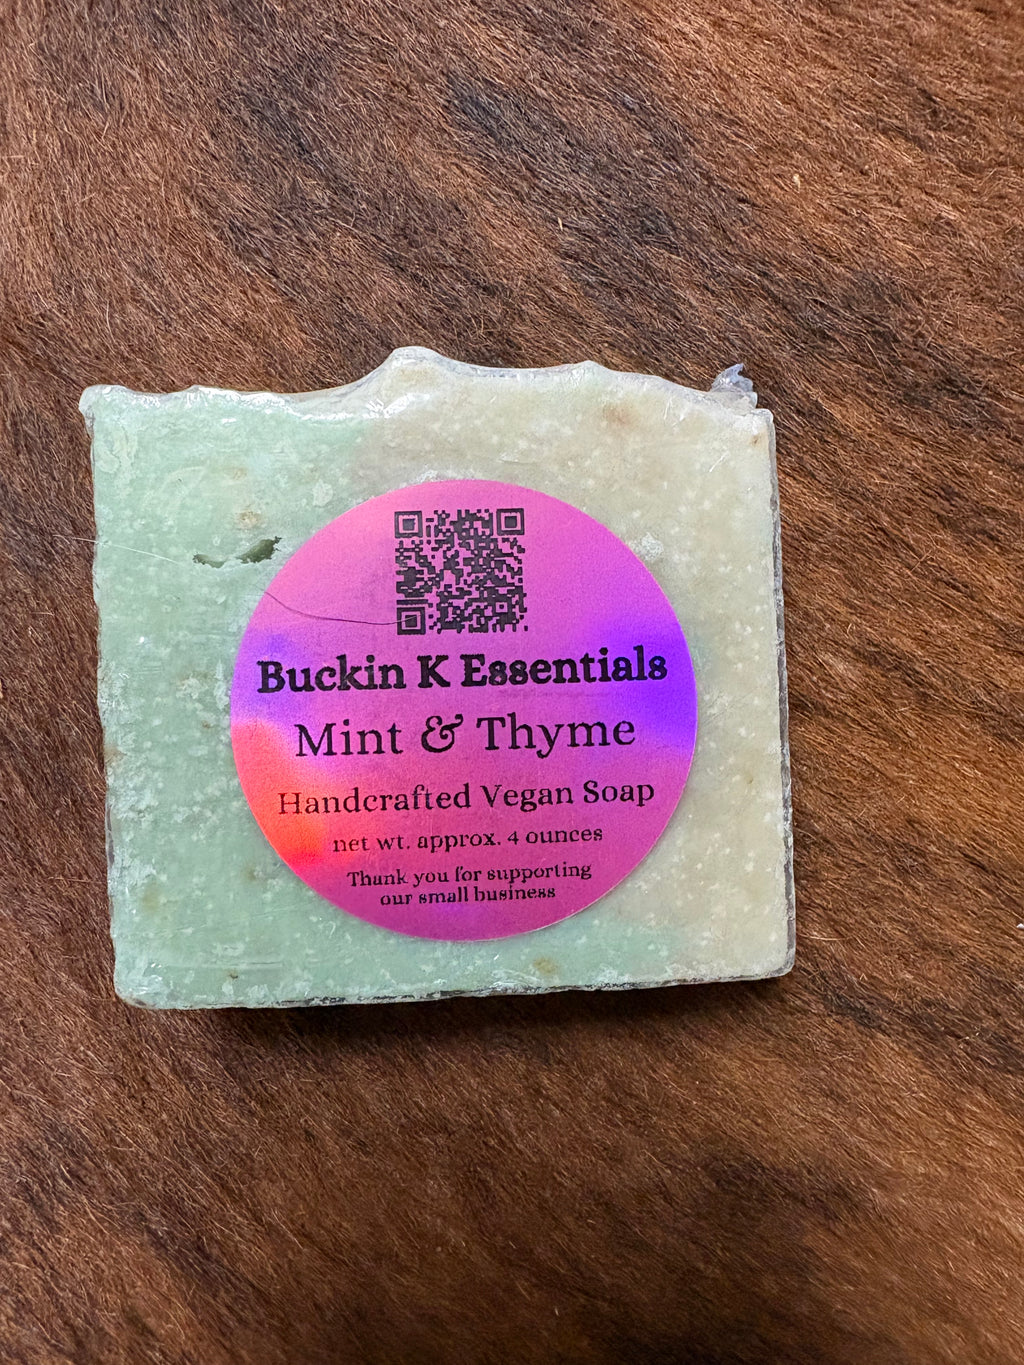 Buckin K Essentials
Mint & Thyme
Handcrafted Vegan Soap
net wt. approx. 4 ounces
Thank you for supporting
our small business